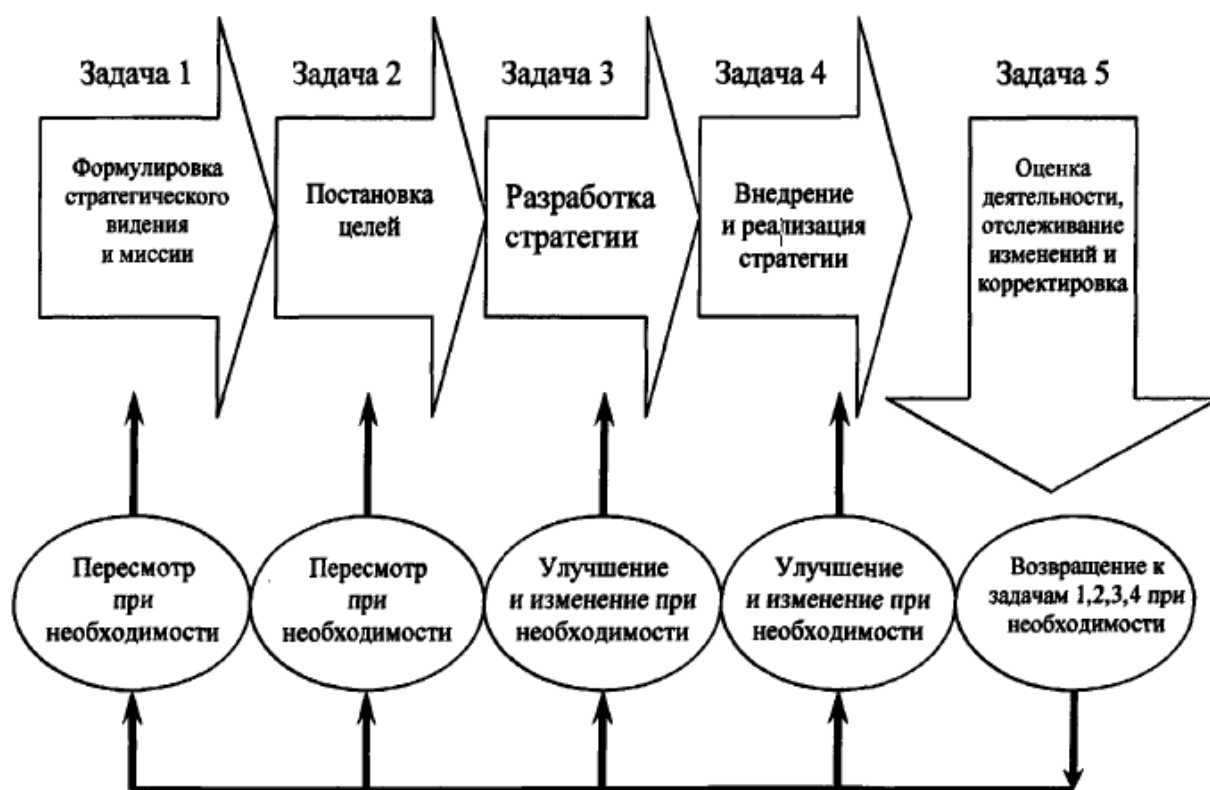 Задача 1
Задача 2
Задача 3
Задача 4
Задача 5
Формулировка
стратегического
видения
и миссии
Постановка
целей
Разработка
стратегии
Внедрение
и реализация
стратегии
Оценка
деятельности,
отслеживание
изменений и
корректировка
Пересмотр
при
необходимости
Пересмотр
при
необходимости
Улучшение
и изменение при
необходимости
Улучшение
и изменение при
необходимости
Возвращение к
задачам 1,2,3,4 при
необходимости